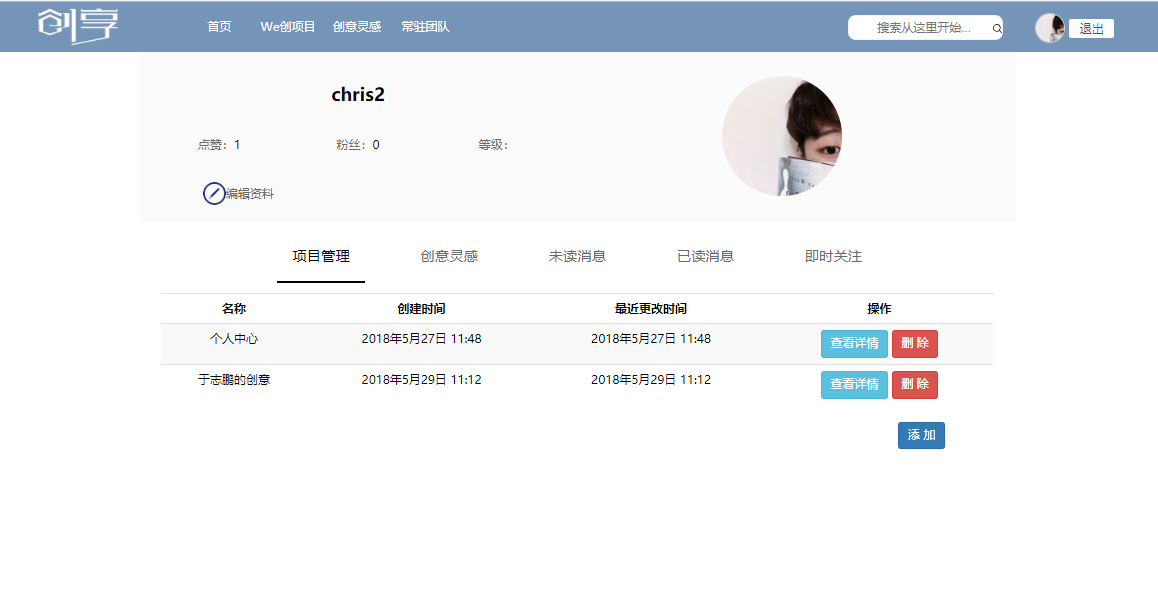 创享 首页 We创项目 创意灵感 常驻团队 搜索从这里开始... 退出
chris2
点赞：1 粉丝：0 等级：
编辑资料
项目管理 创意灵感 未读消息 已读消息 即时关注
名称 创建时间 最近更改时间 操作
个人中心 2018年5月27日 11:48 2018年5月27日 11:48 查看详情 删 除
于志鹏的创意 2018年5月29日 11:12 2018年5月29日 11:12 查看详情 删 除
添 加